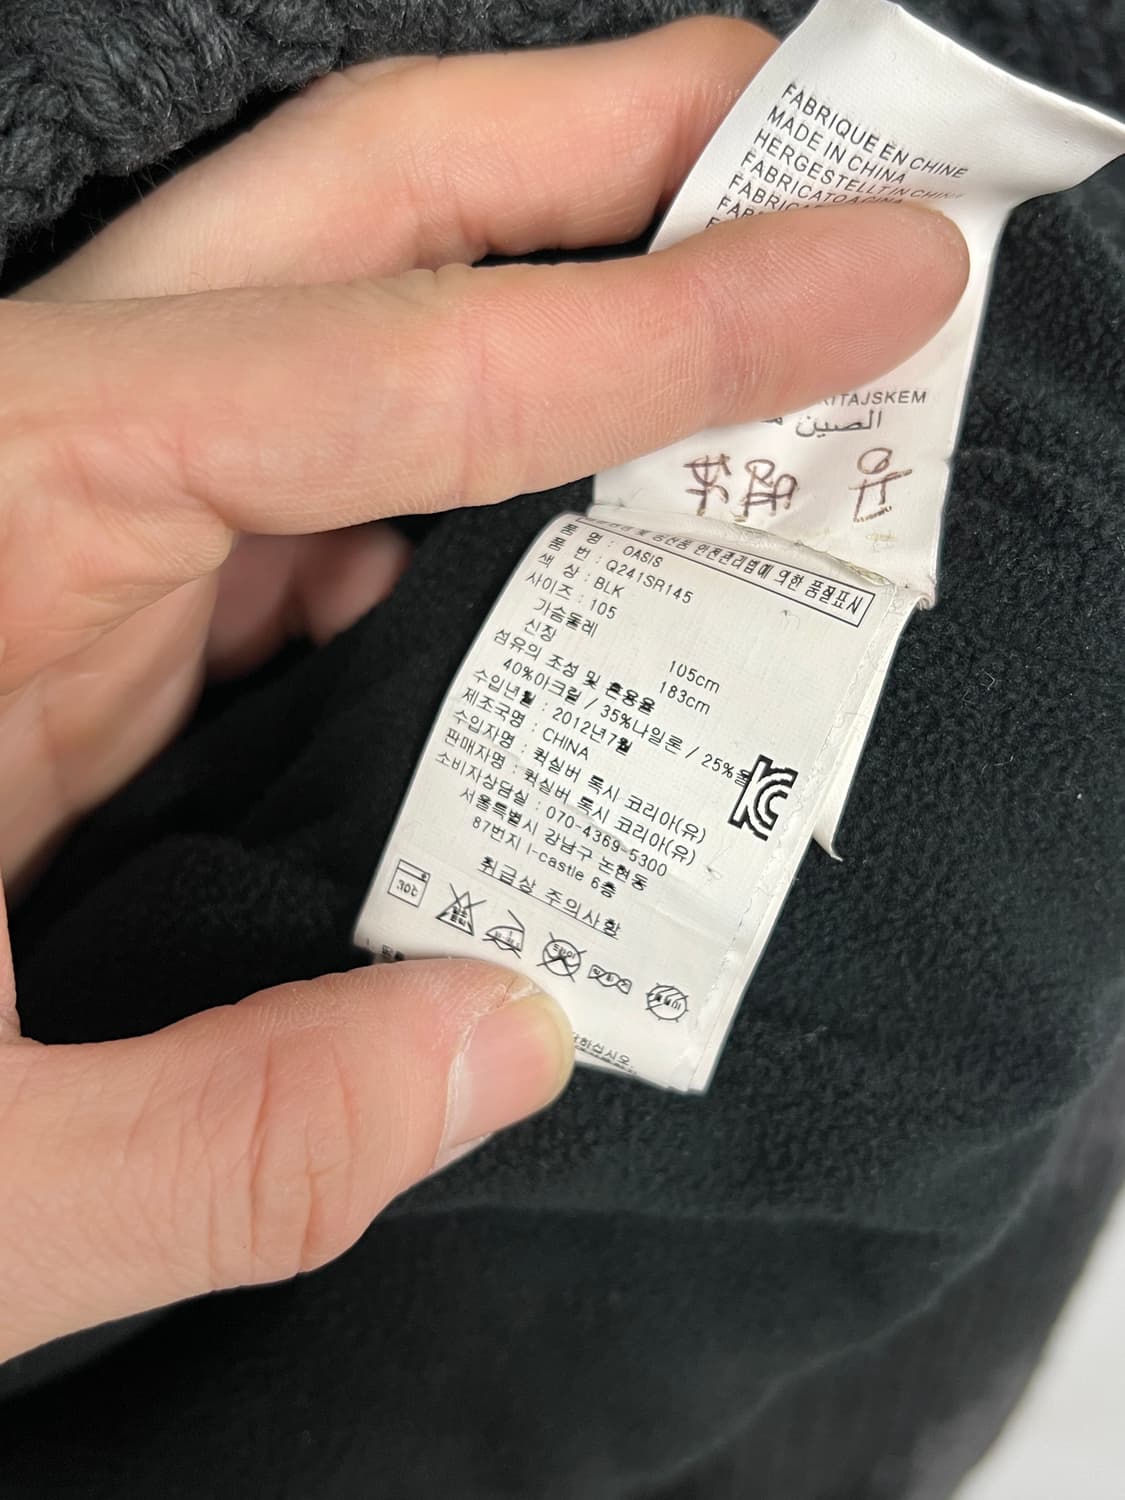 FABRIQUE EN CHINE
MADE IN CHINA
HERGESTELLT IN CHINA
FABRICATO A CINA
KITAJSKEM
الصين
품질표시
품 명 : OASIS
품 번 : Q241SR145
색 상 : BLK
사이즈 : 105
가슴둘레 105cm
신장 183cm
섬유의 조성 및 혼용율
40%아크릴 / 35%나일론 / 25%울
수입년월 : 2012년7월
제조국명 : CHINA
수입자명 : 퀵실버 록시 코리아(유)
판매자명 : 퀵실버 록시 코리아(유)
소비자상담실 : 070-4369-5300
서울특별시 강남구 논현동
87번지 I-castle 6층
취급상 주의사항